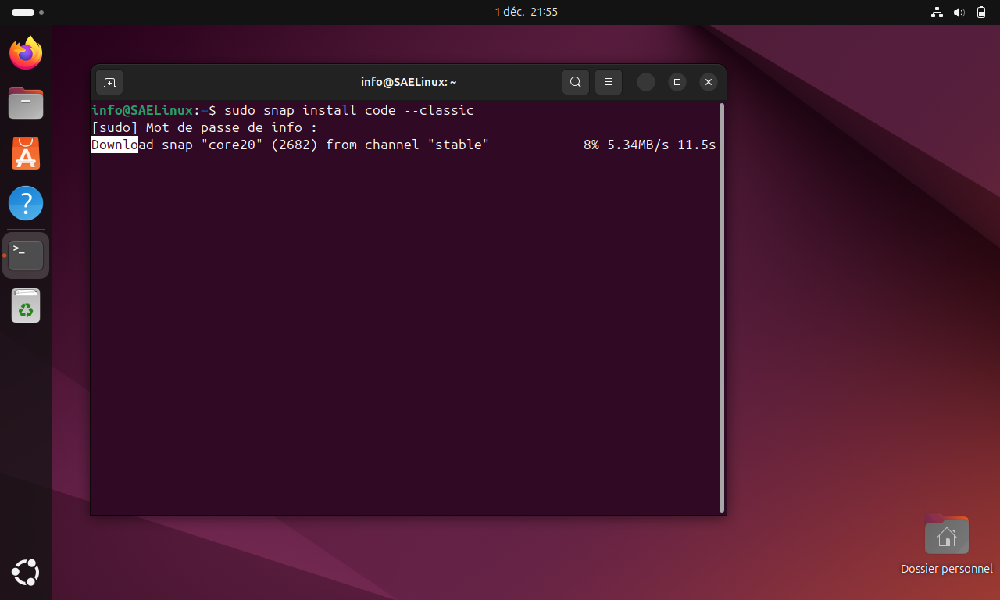 1 déc. 21:55
info@SAELinux: ~
info@SAELinux:~$ sudo snap install code --classic
[sudo] Mot de passe de info :
Download snap "core20" (2682) from channel "stable" 8% 5.34MB/s 11.5s
Dossier personnel